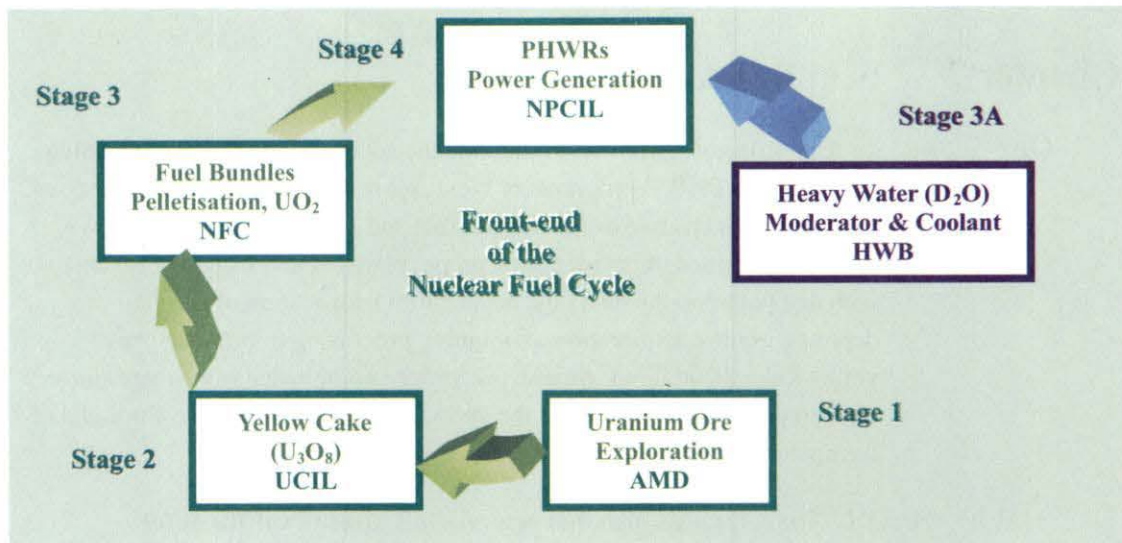 Stage 4
PHWRs
Power Generation
NPCIL
Stage 3
Stage 3A
Fuel Bundles
Pelletisation, UO₂
NFC
Heavy Water (D₂O)
Moderator & Coolant
HWB
Front-end
of the
Nuclear Fuel Cycle
Stage 2
Yellow Cake
(U₃O₈)
UCIL
Uranium Ore
Exploration
AMD
Stage 1